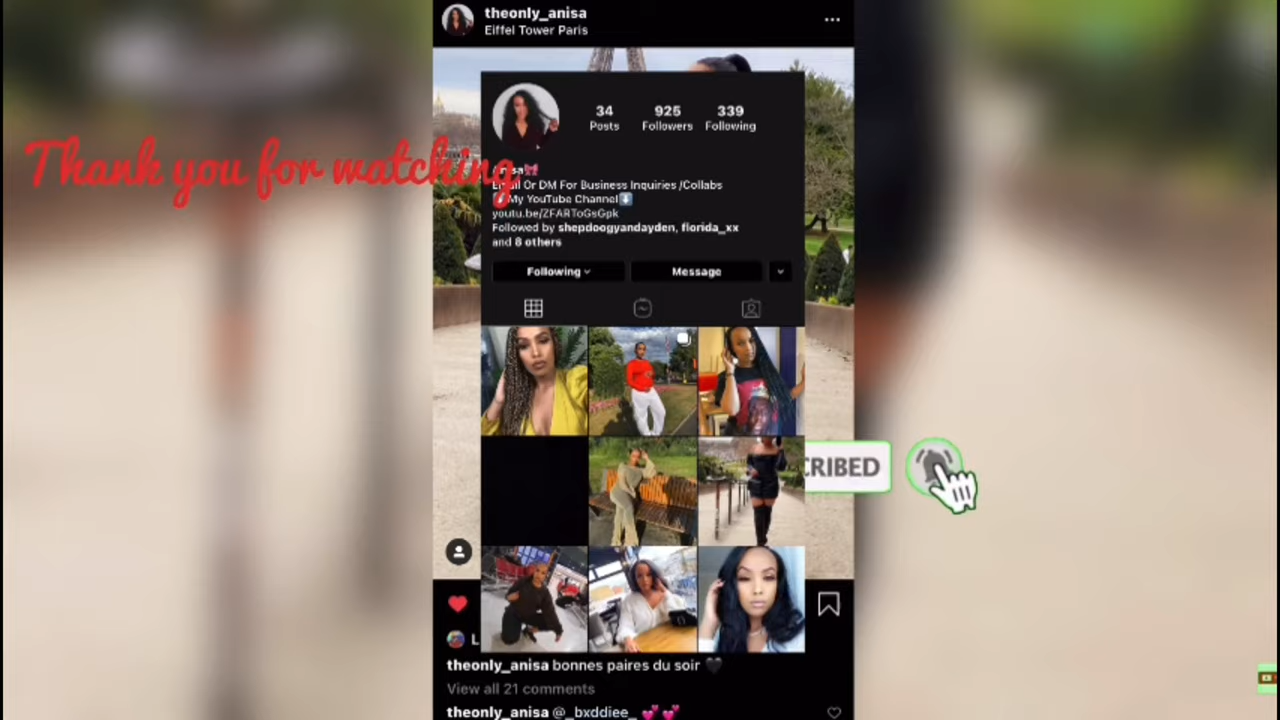 theonly_anisa
Eiffel Tower Paris
34 925 339
Posts Followers Following
Thank you for watching
Email Or DM For Business Inquiries /Collabs
My YouTube Channel
youtu.be/ZFARToGsGpk
Followed by shepdoogyandayden, florida_xx
and 8 others
Following Message
CRIBED
L
theonly_anisa bonnes paires du soir 🖤
View all 21 comments
theonly_anisa @_bxddiee_ 💕💕